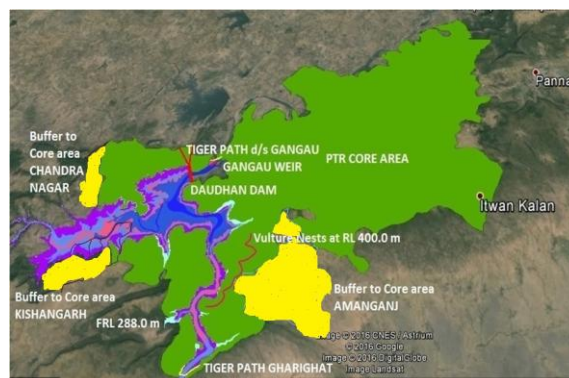 Panna
Buffer to
Core area
CHANDRA
NAGAR
TIGER PATH d/s GANGAU
GANGAU WEIR
DAUDHAN DAM
PTR CORE AREA
Itwan Kalan
Vulture Nests at RL 400.0 m
Buffer to Core area
KISHANGARH
Buffer to Core area
AMANGANJ
FRL 288.0 m
TIGER PATH GHARIGHAT
Image © 2016 CNES / Astrium
© 2016 Google
Image © 2016 DigitalGlobe
Image Landsat